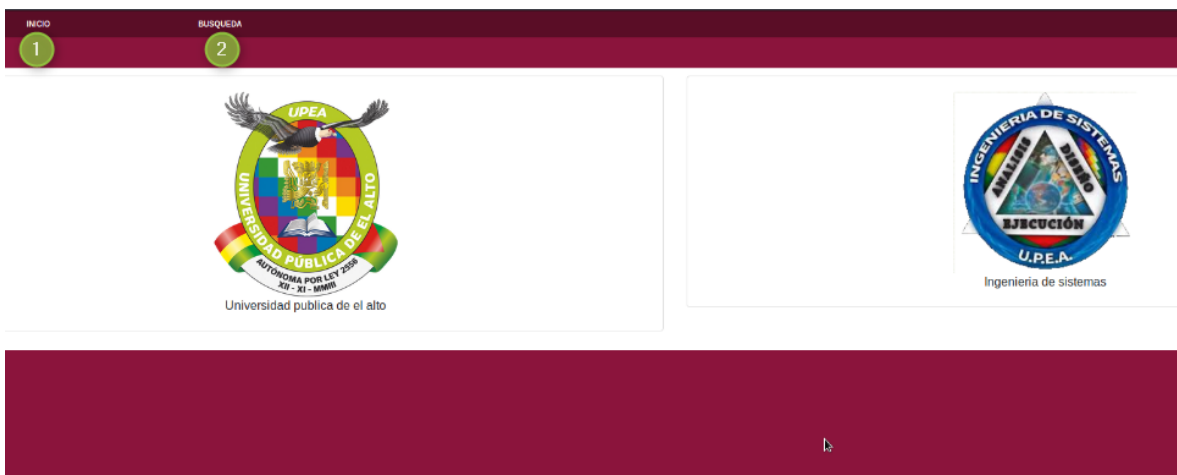 INICIO
BUSQUEDA
1
2
UPEA
UNIVERSIDAD PÚBLICA DE EL ALTO
AUTÓNOMA POR LEY 2556
XII - XI - MMIII
Universidad publica de el alto
INGENIERIA DE SISTEMAS
ANALISIS
DISEÑO
EJECUCIÓN
U.P.E.A.
Ingenieria de sistemas